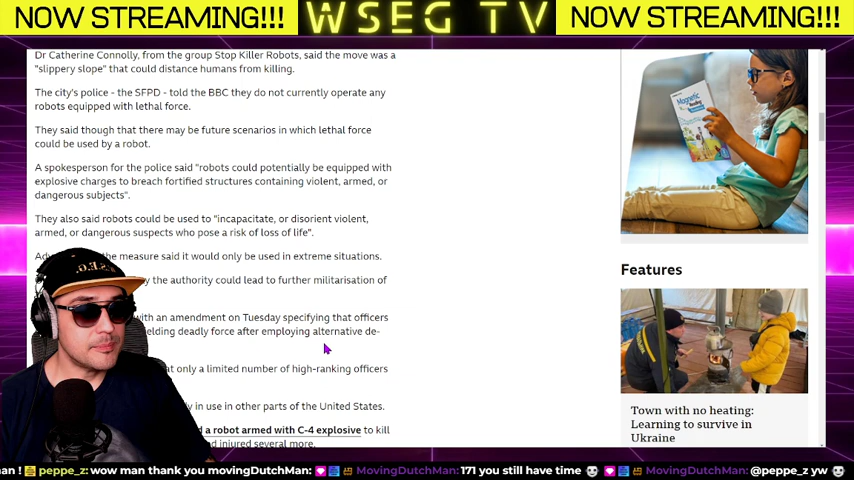 NOW STREAMING!!!
WSEG TV
NOW STREAMING!!!
Dr Catherine Connolly, from the group Stop Killer Robots, said the move was a
"slippery slope" that could distance humans from killing.
The city's police - the SFPD - told the BBC they do not currently operate any
robots equipped with lethal force.
They said though that there may be future scenarios in which lethal force
could be used by a robot.
A spokesperson for the police said "robots could potentially be equipped with
explosive charges to breach fortified structures containing violent, armed, or
dangerous subjects".
They also said robots could be used to "incapacitate, or disorient violent,
armed, or dangerous suspects who pose a risk of loss of life".
the measure said it would only be used in extreme situations.
the authority could lead to further militarisation of
with an amendment on Tuesday specifying that officers
deadly force after employing alternative de-
only a limited number of high-ranking officers
in use in other parts of the United States.
a robot armed with C-4 explosive to kill
injured several more.
Magnetic
Features
Town with no heating:
Learning to survive in
Ukraine
W.S.E.G.
man ! peppe_z: wow man thank you movingDutchMan: MovingDutchMan: 171 you still have time MovingDutchMan: @peppe_z yw